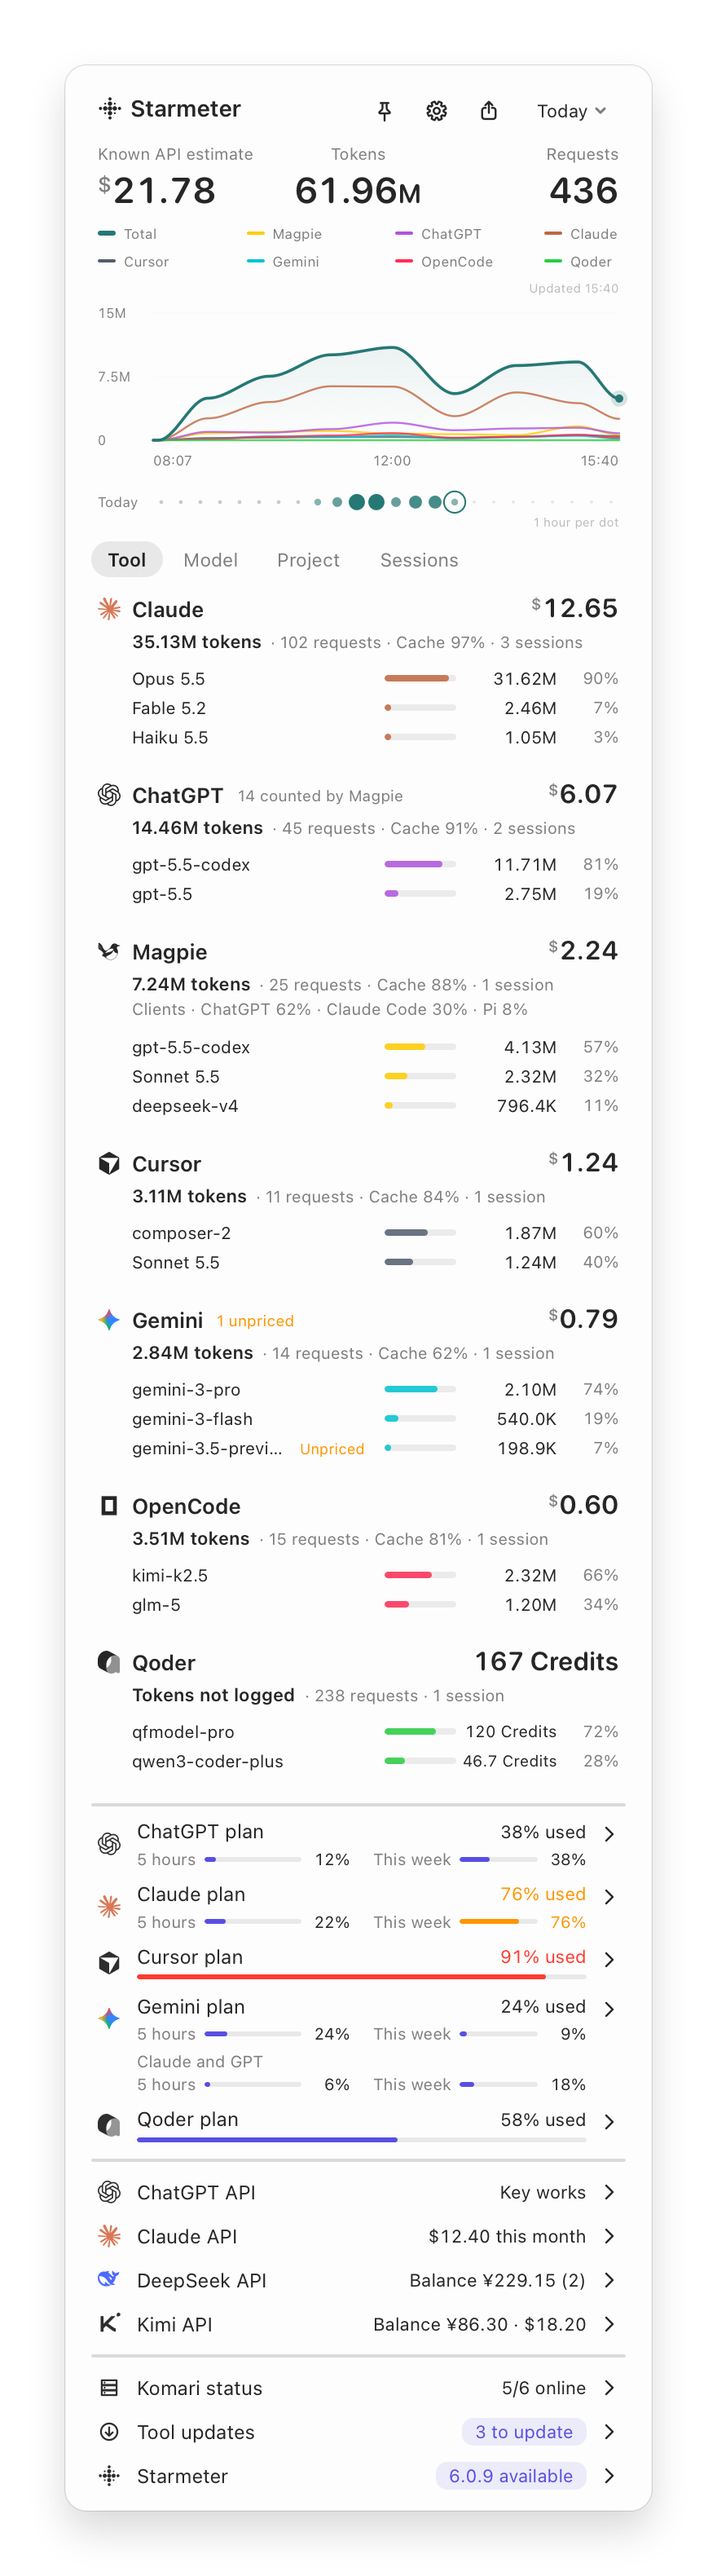 Starmeter Today
Known API estimate Tokens Requests
$21.78 61.96M 436
Total Magpie ChatGPT Claude
Cursor Gemini OpenCode Qoder
Updated 15:40
15M
7.5M
0
08:07 12:00 15:40
Today
1 hour per dot
Tool Model Project Sessions
Claude $12.65
35.13M tokens · 102 requests · Cache 97% · 3 sessions
Opus 5.5 31.62M 90%
Fable 5.2 2.46M 7%
Haiku 5.5 1.05M 3%
ChatGPT 14 counted by Magpie $6.07
14.46M tokens · 45 requests · Cache 91% · 2 sessions
gpt-5.5-codex 11.71M 81%
gpt-5.5 2.75M 19%
Magpie $2.24
7.24M tokens · 25 requests · Cache 88% · 1 session
Clients · ChatGPT 62% · Claude Code 30% · Pi 8%
gpt-5.5-codex 4.13M 57%
Sonnet 5.5 2.32M 32%
deepseek-v4 796.4K 11%
Cursor $1.24
3.11M tokens · 11 requests · Cache 84% · 1 session
composer-2 1.87M 60%
Sonnet 5.5 1.24M 40%
Gemini 1 unpriced $0.79
2.84M tokens · 14 requests · Cache 62% · 1 session
gemini-3-pro 2.10M 74%
gemini-3-flash 540.0K 19%
gemini-3.5-previ... Unpriced 198.9K 7%
OpenCode $0.60
3.51M tokens · 15 requests · Cache 81% · 1 session
kimi-k2.5 2.32M 66%
glm-5 1.20M 34%
Qoder 167 Credits
Tokens not logged · 238 requests · 1 session
qfmodel-pro 120 Credits 72%
qwen3-coder-plus 46.7 Credits 28%
ChatGPT plan 38% used
5 hours 12% This week 38%
Claude plan 76% used
5 hours 22% This week 76%
Cursor plan 91% used
Gemini plan 24% used
5 hours 24% This week 9%
Claude and GPT
5 hours 6% This week 18%
Qoder plan 58% used
ChatGPT API Key works
Claude API $12.40 this month
DeepSeek API Balance ¥229.15 (2)
Kimi API Balance ¥86.30 · $18.20
Komari status 5/6 online
Tool updates 3 to update
Starmeter 6.0.9 available